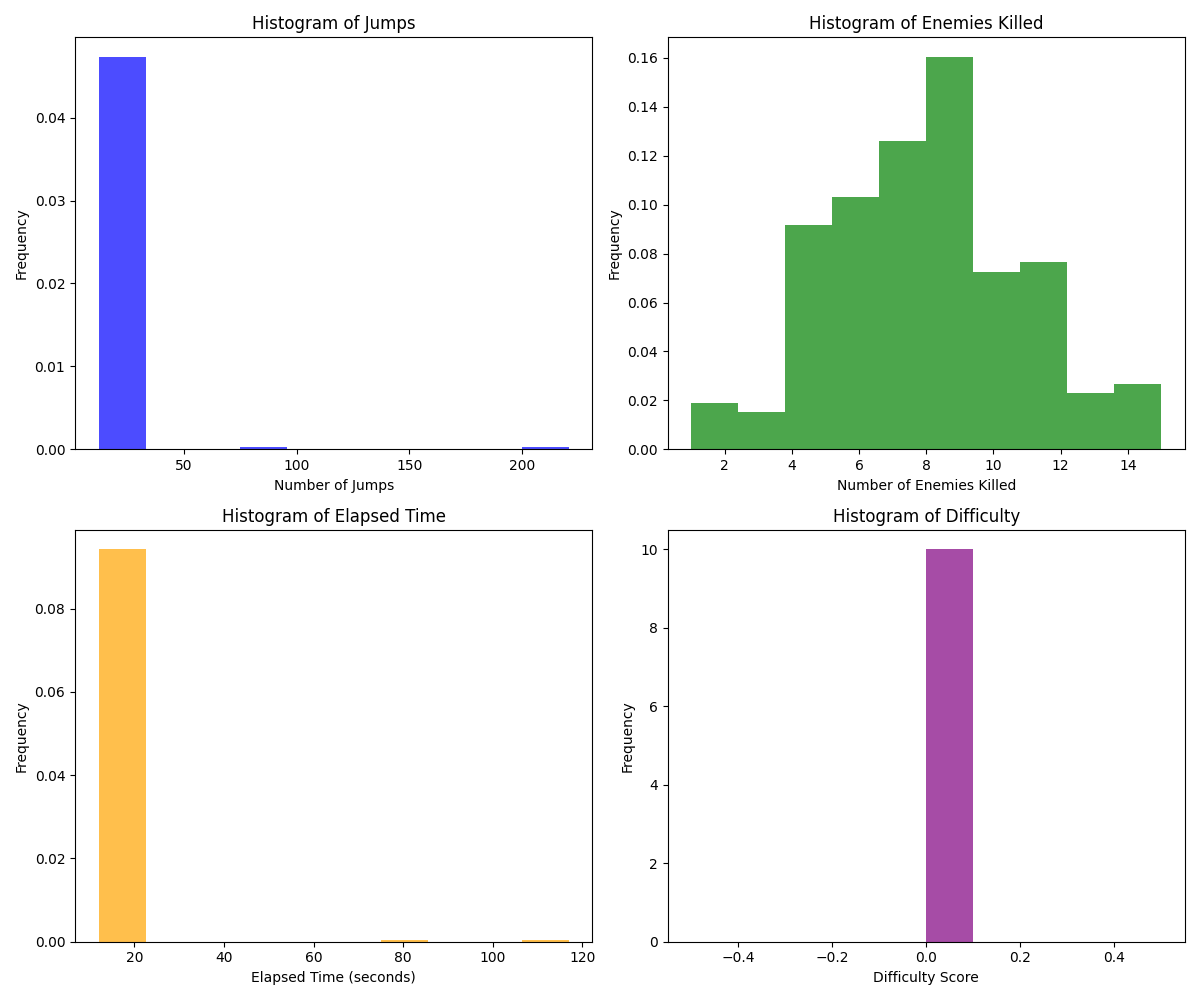 Histogram of Jumps
Frequency
0.04
0.03
0.02
0.01
0.00
50 100 150 200
Number of Jumps
Histogram of Enemies Killed
Frequency
0.16
0.14
0.12
0.10
0.08
0.06
0.04
0.02
0.00
2 4 6 8 10 12 14
Number of Enemies Killed
Histogram of Elapsed Time
Frequency
0.08
0.06
0.04
0.02
0.00
20 40 60 80 100 120
Elapsed Time (seconds)
Histogram of Difficulty
Frequency
10
8
6
4
2
0
−0.4 −0.2 0.0 0.2 0.4
Difficulty Score